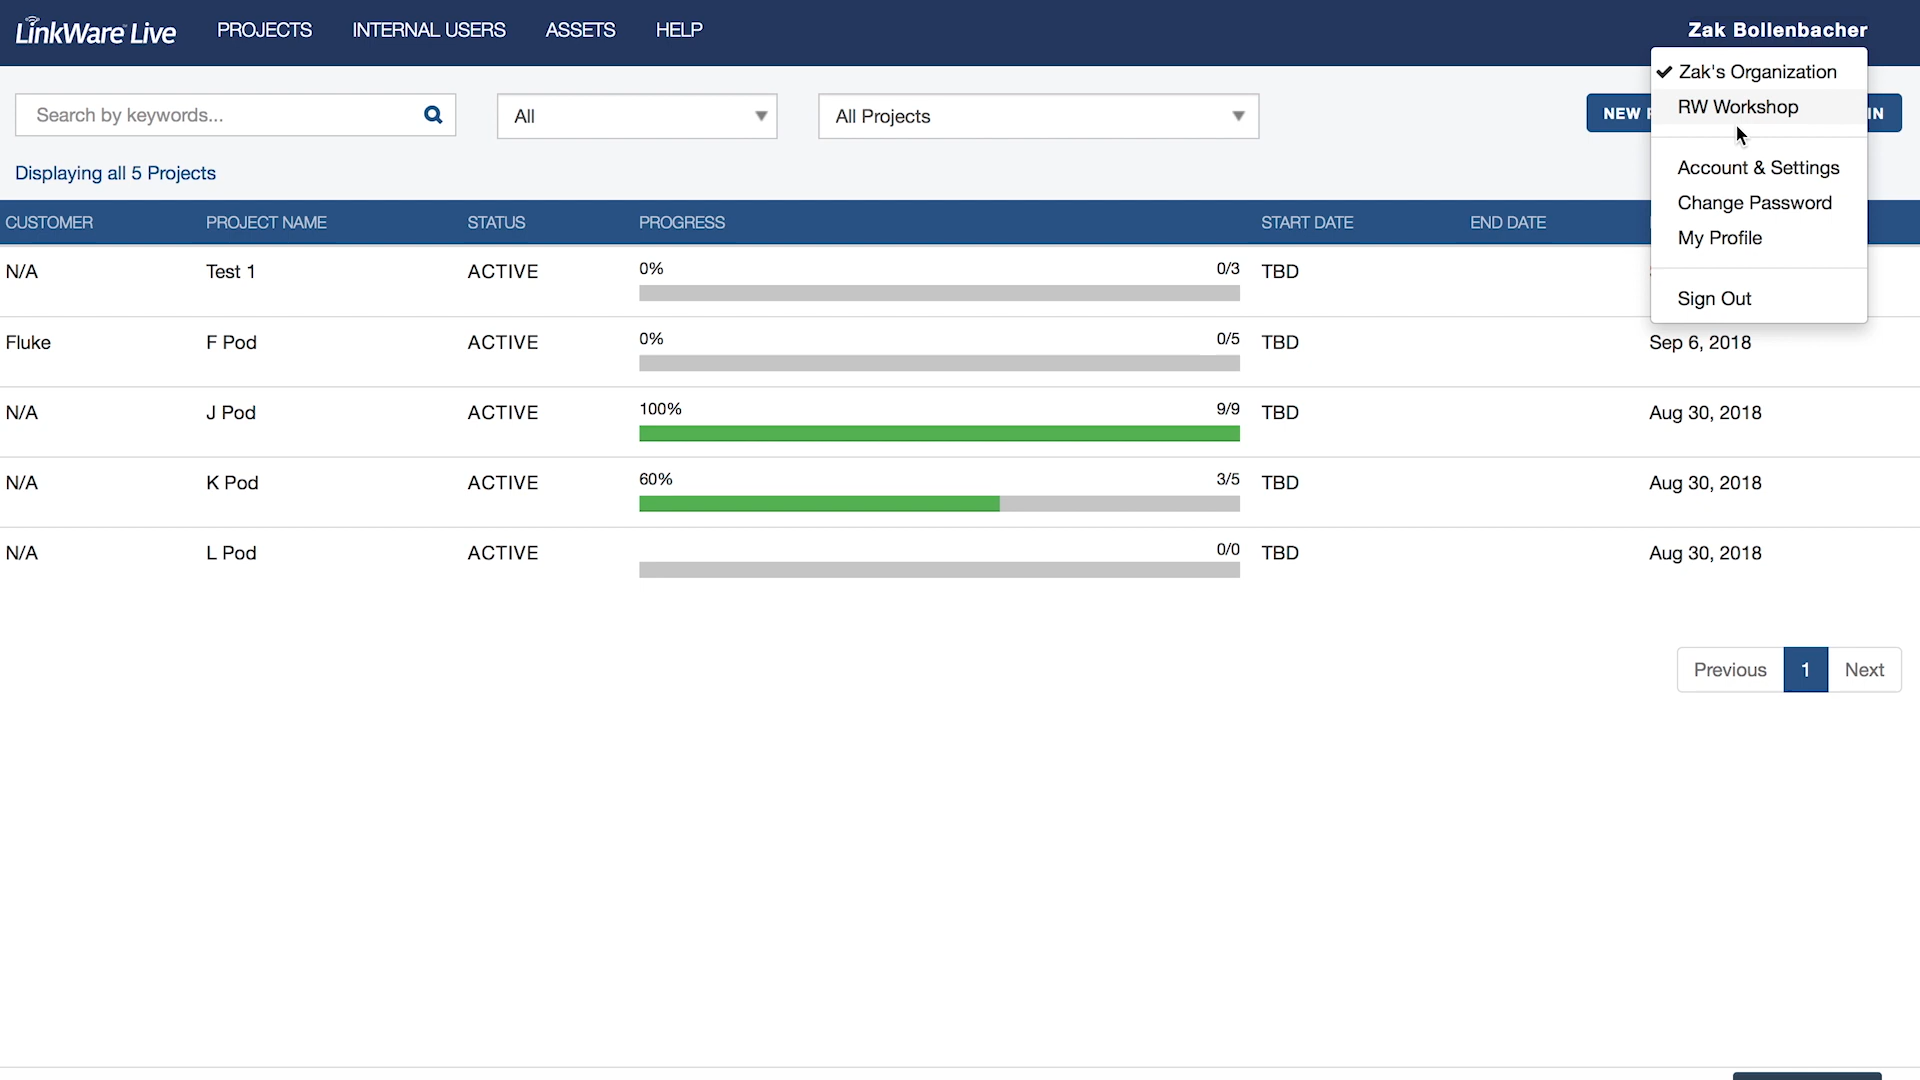 LinkWare Live PROJECTS INTERNAL USERS ASSETS HELP Zak Bollenbacher
Zak's Organization
RW Workshop
Account & Settings
Change Password
My Profile
Sign Out
Search by keywords... All All Projects NEW IN
Displaying all 5 Projects
CUSTOMER PROJECT NAME STATUS PROGRESS START DATE END DATE
N/A Test 1 ACTIVE 0% 0/3 TBD
Fluke F Pod ACTIVE 0% 0/5 TBD Sep 6, 2018
N/A J Pod ACTIVE 100% 9/9 TBD Aug 30, 2018
N/A K Pod ACTIVE 60% 3/5 TBD Aug 30, 2018
N/A L Pod ACTIVE 0/0 TBD Aug 30, 2018
Previous 1 Next